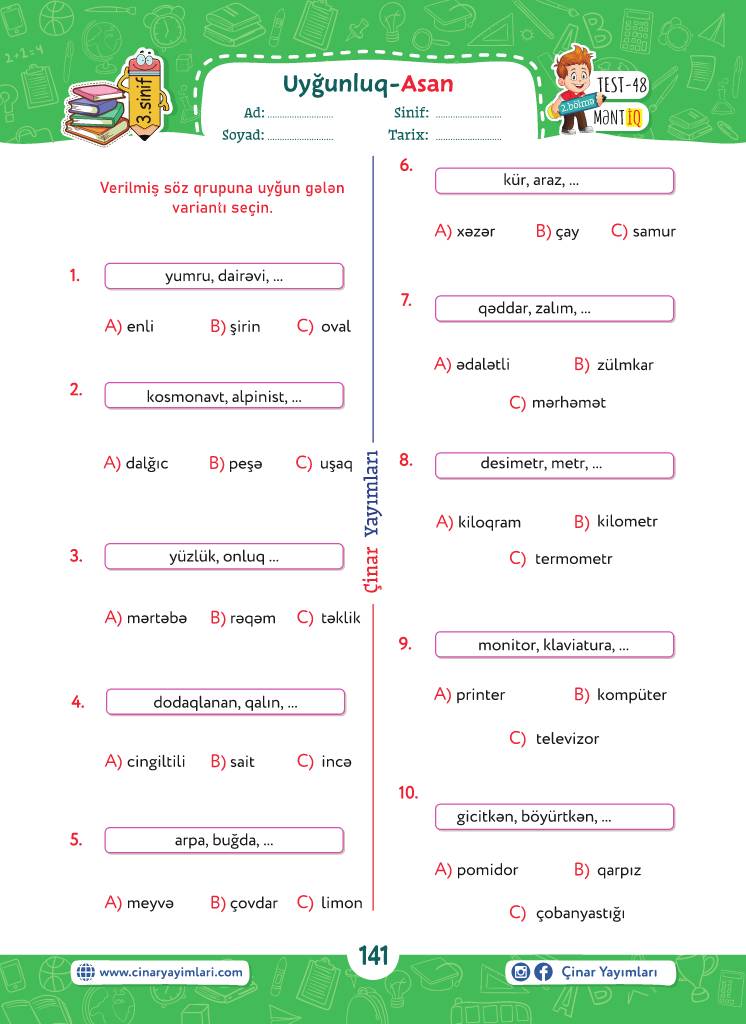 3.sinif
Uyğunluq-Asan
Ad: ........................ Sinif: ........................
Soyad: ........................ Tarix: ........................
2.bölmə
TEST-48
MƏNTİQ
Verilmiş söz qrupuna uyğun gələn
variantı seçin.
1. yumru, dairəvi, ...
A) enli B) şirin C) oval
2. kosmonavt, alpinist, ...
A) dalğıc B) peşə C) uşaq
3. yüzlük, onluq ...
A) mərtəbə B) rəqəm C) təklik
4. dodaqlanan, qalın, ...
A) cingiltili B) sait C) incə
5. arpa, buğda, ...
A) meyvə B) çovdar C) limon
Çinar Yayımları
6. kür, araz, ...
A) xəzər B) çay C) samur
7. qəddar, zalım, ...
A) ədalətli B) zülmkar
C) mərhəmət
8. desimetr, metr, ...
A) kiloqram B) kilometr
C) termometr
9. monitor, klaviatura, ...
A) printer B) kompüter
C) televizor
10. gicitkən, böyürtkən, ...
A) pomidor B) qarpız
C) çobanyastığı
www.cinaryayimlari.com
141
Çinar Yayımları